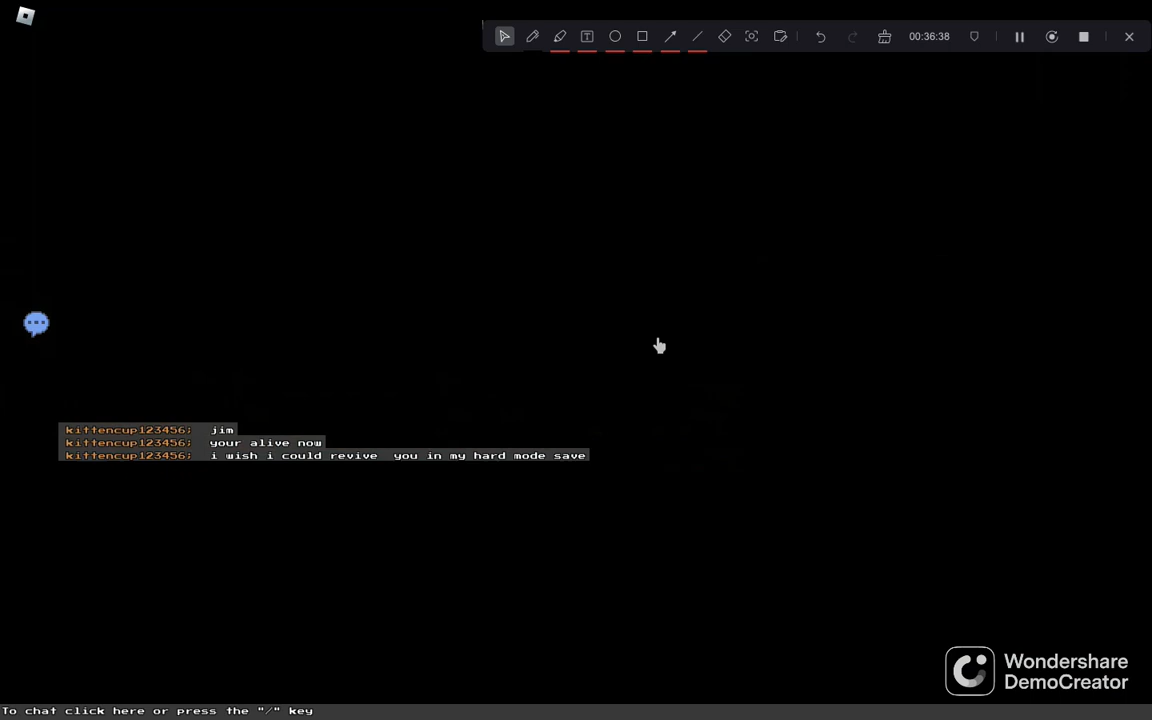 00:36:38
kittencup123456; jim
kittencup123456; your alive now
kittencup123456; i wish i could revive you in my hard mode save
Wondershare
DemoCreator
To chat click here or press the "/" key